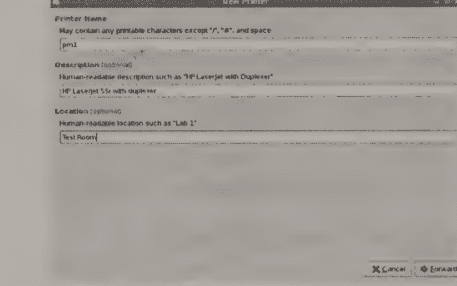 New Printer
Printer Name
May contain any printable characters except "/", "#", and space
prn1
Description (optional)
Human-readable description such as "HP LaserJet with Duplexer"
HP LaserJet 5Si with duplexer
Location (optional)
Human-readable location such as "Lab 1"
Test Room
Cancel
Forward